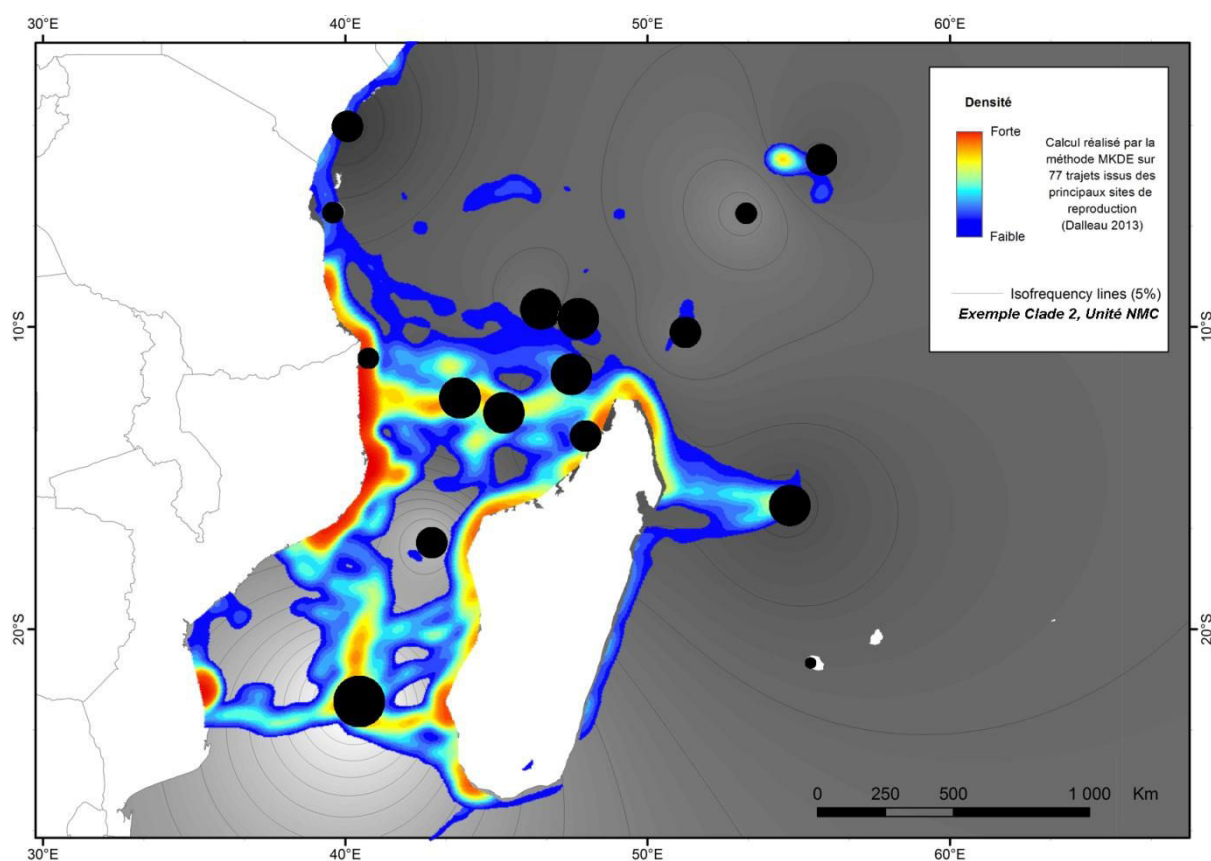 30°E 40°E 50°E 60°E
Densité
Forte
Faible
Calcul réalisé par la
méthode MKDE sur
77 trajets issus des
principaux sites de
reproduction
(Dalleau 2013)
Isofrequency lines (5%)
Exemple Clade 2, Unité NMC
10°S 10°S
20°S 20°S
0 250 500 1 000 Km
30°E 40°E 50°E 60°E